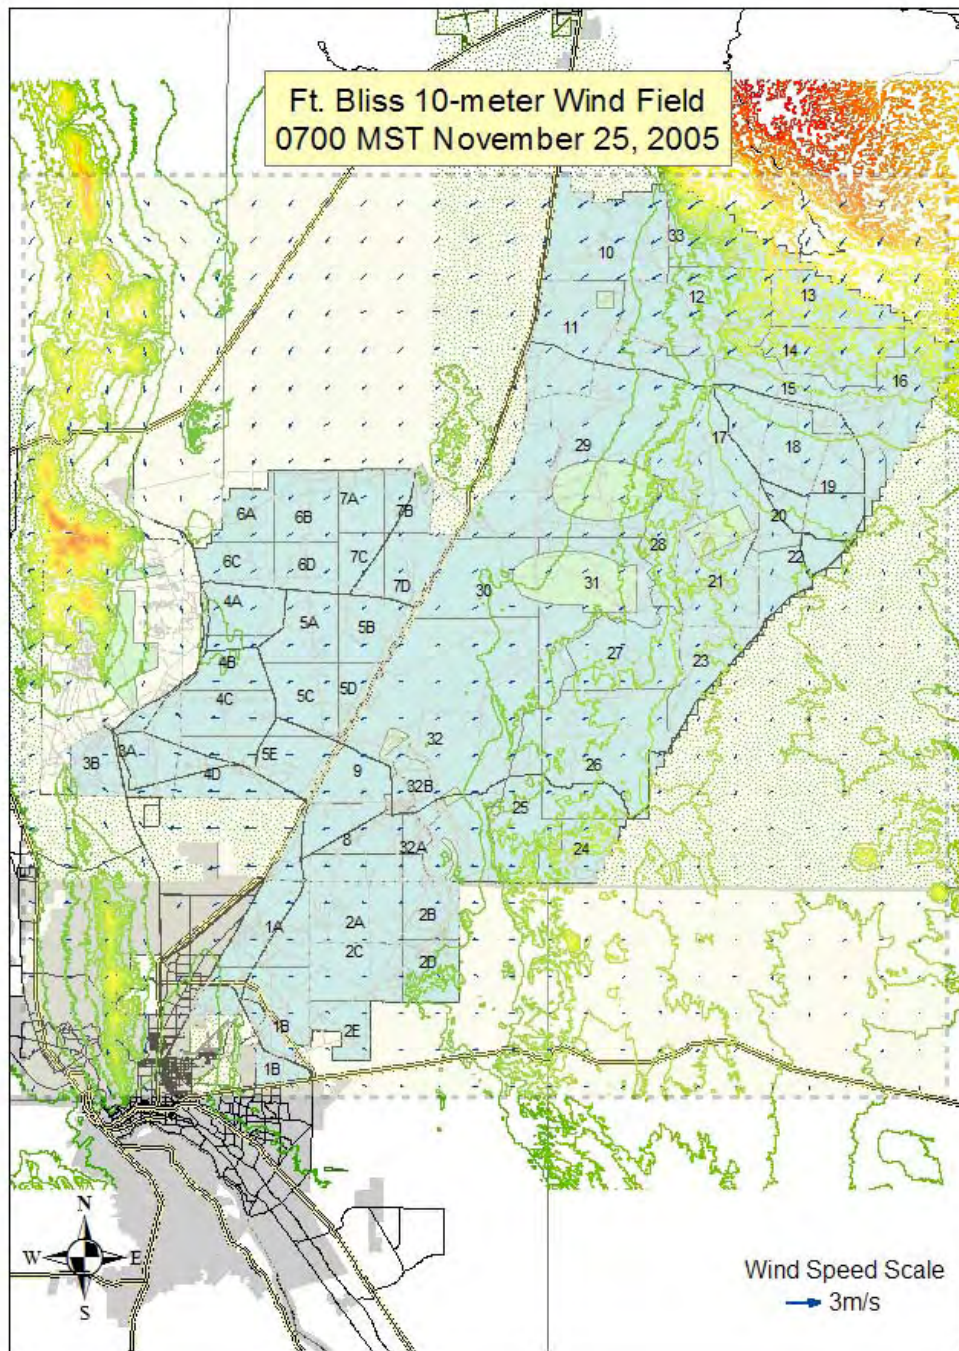 Ft. Bliss 10-meter Wind Field
0700 MST November 25, 2005
33
10
12
13
11
14
15
16
17
29
18
19
7A
7B
6A
6B
20
28
22
7C
6C
6D
7D
30
31
21
4A
5A
5B
27
23
4B
5D
5C
4C
32
5E
3A
3B
4D
9
26
32B
25
8
32A
24
2B
1A
2A
2C
2D
1B
2E
1B
N
W
E
S
Wind Speed Scale
3m/s